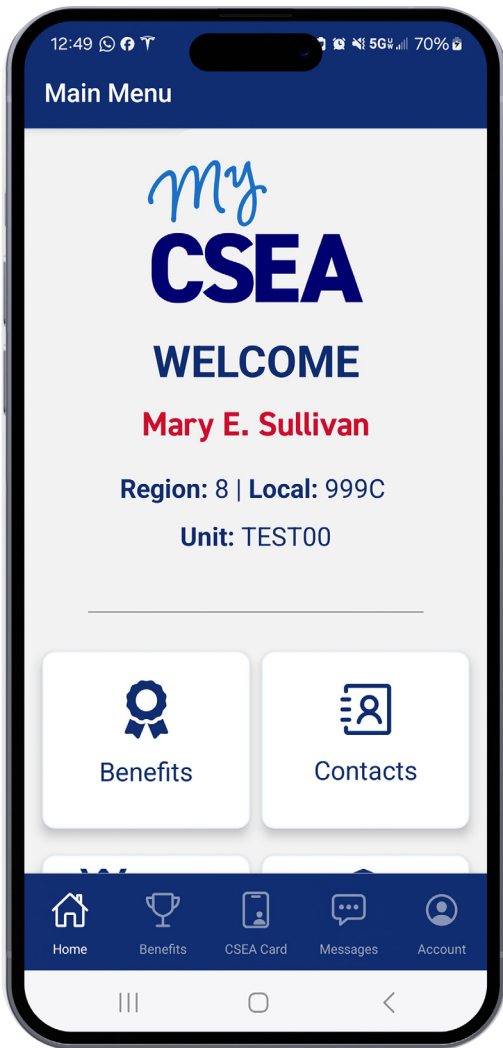 12:49 5G 70%
Main Menu
My
CSEA
WELCOME
Mary E. Sullivan
Region: 8 | Local: 999C
Unit: TEST00
Benefits Contacts
Home Benefits CSEA Card Messages Account